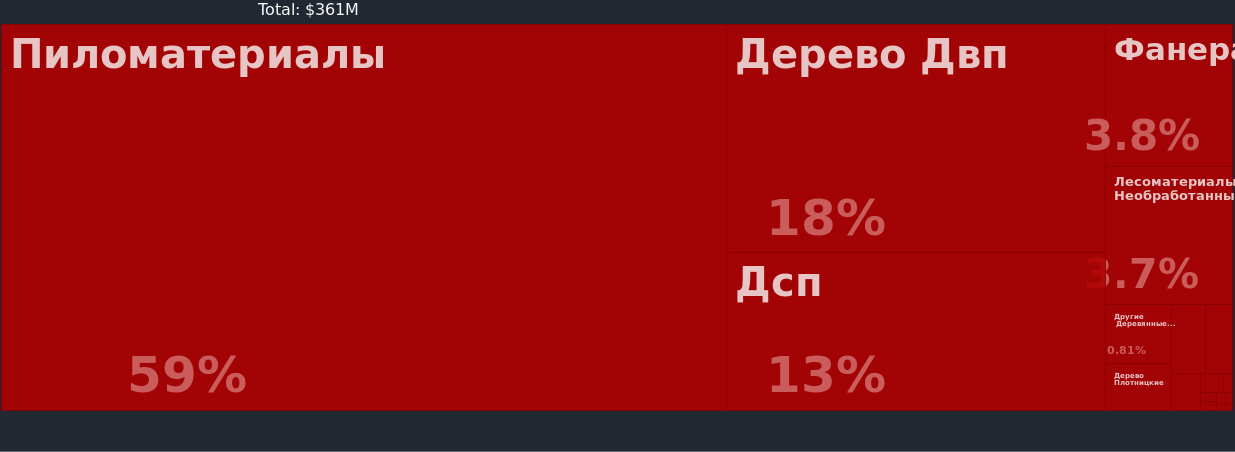 Total: $361M
Пиломатериалы
59%
Дерево Двп
18%
Дсп
13%
Фанера
3.8%
Лесоматериалы
Необработанны
3.7%
Другие
Деревянные...
0.81%
Дерево
Плотницкие